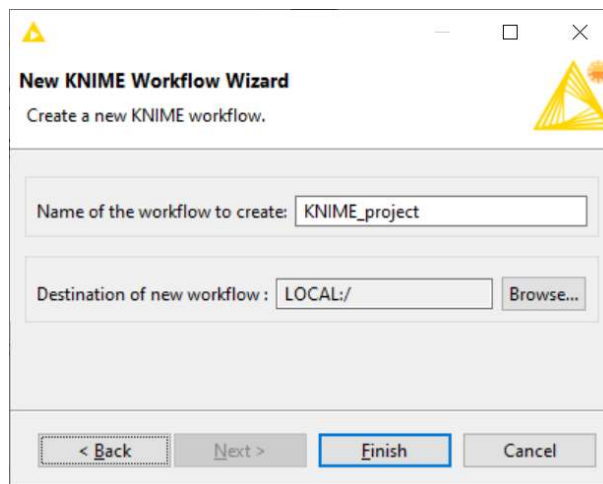 New KNIME Workflow Wizard
Create a new KNIME workflow.
Name of the workflow to create: KNIME_project
Destination of new workflow : LOCAL:/ Browse...
< Back Next > Finish Cancel